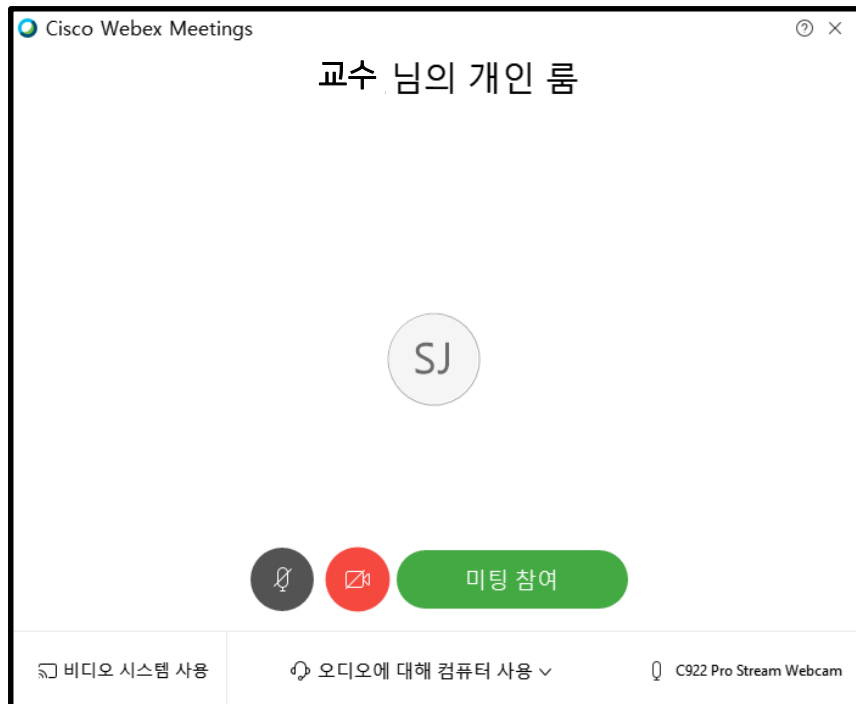 Cisco Webex Meetings
교수 님의 개인 룸
SJ
미팅 참여
비디오 시스템 사용
오디오에 대해 컴퓨터 사용
C922 Pro Stream Webcam